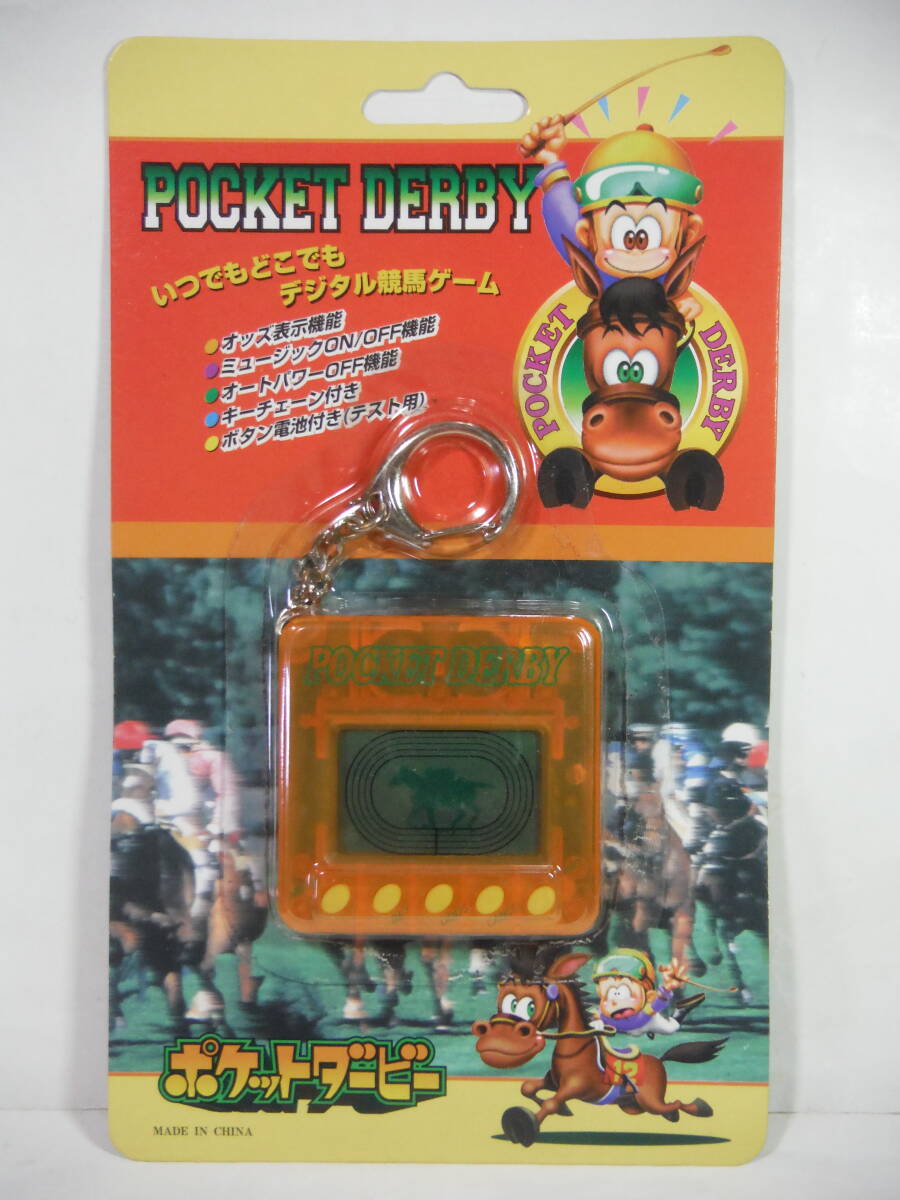 POCKET DERBY
いつでもどこでも
デジタル競馬ゲーム
オッズ表示機能
ミュージックON/OFF機能
オートパワーOFF機能
キーチェーン付き
ボタン電池付き(テスト用)
POCKET DERBY
POCKET DERBY
12
ポケットダービー
MADE IN CHINA